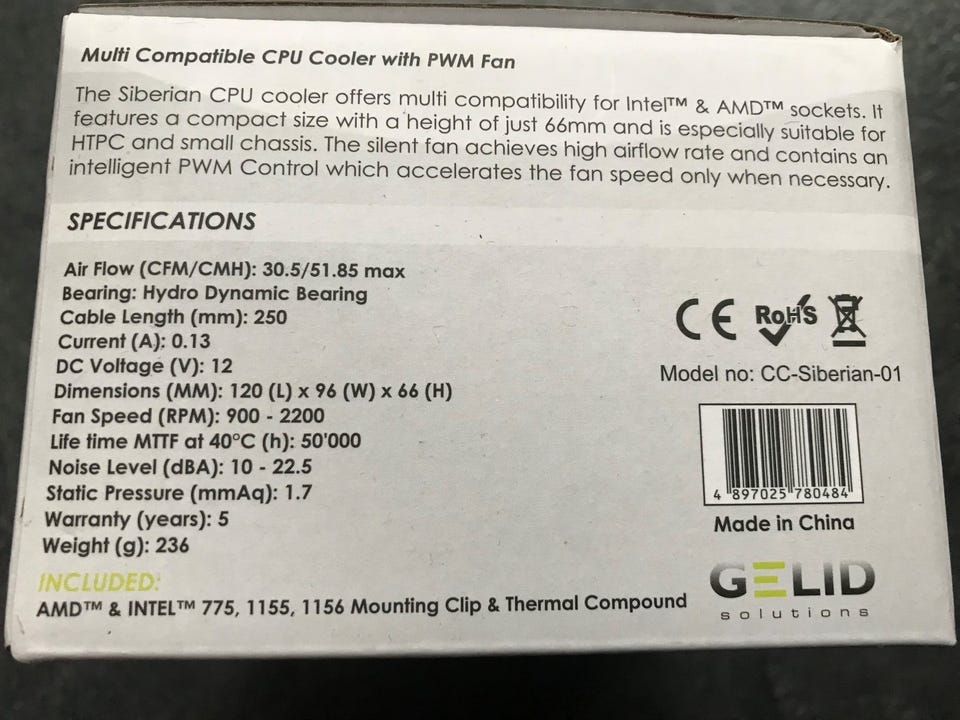 Multi Compatible CPU Cooler with PWM Fan
The Siberian CPU cooler offers multi compatibility for Intel™ & AMD™ sockets. It
features a compact size with a height of just 66mm and is especially suitable for
HTPC and small chassis. The silent fan achieves high airflow rate and contains an
intelligent PWM Control which accelerates the fan speed only when necessary.
SPECIFICATIONS
Air Flow (CFM/CMH): 30.5/51.85 max
Bearing: Hydro Dynamic Bearing
Cable Length (mm): 250
Current (A): 0.13
DC Voltage (V): 12
Dimensions (MM): 120 (L) x 96 (W) x 66 (H)
Fan Speed (RPM): 900 - 2200
Life time MTTF at 40°C (h): 50'000
Noise Level (dBA): 10 - 22.5
Static Pressure (mmAq): 1.7
Warranty (years): 5
Weight (g): 236
INCLUDED:
AMD™ & INTEL™ 775, 1155, 1156 Mounting Clip & Thermal Compound
CE RoHS
Model no: CC-Siberian-01
4 897025 780484
Made in China
GELID
solutions